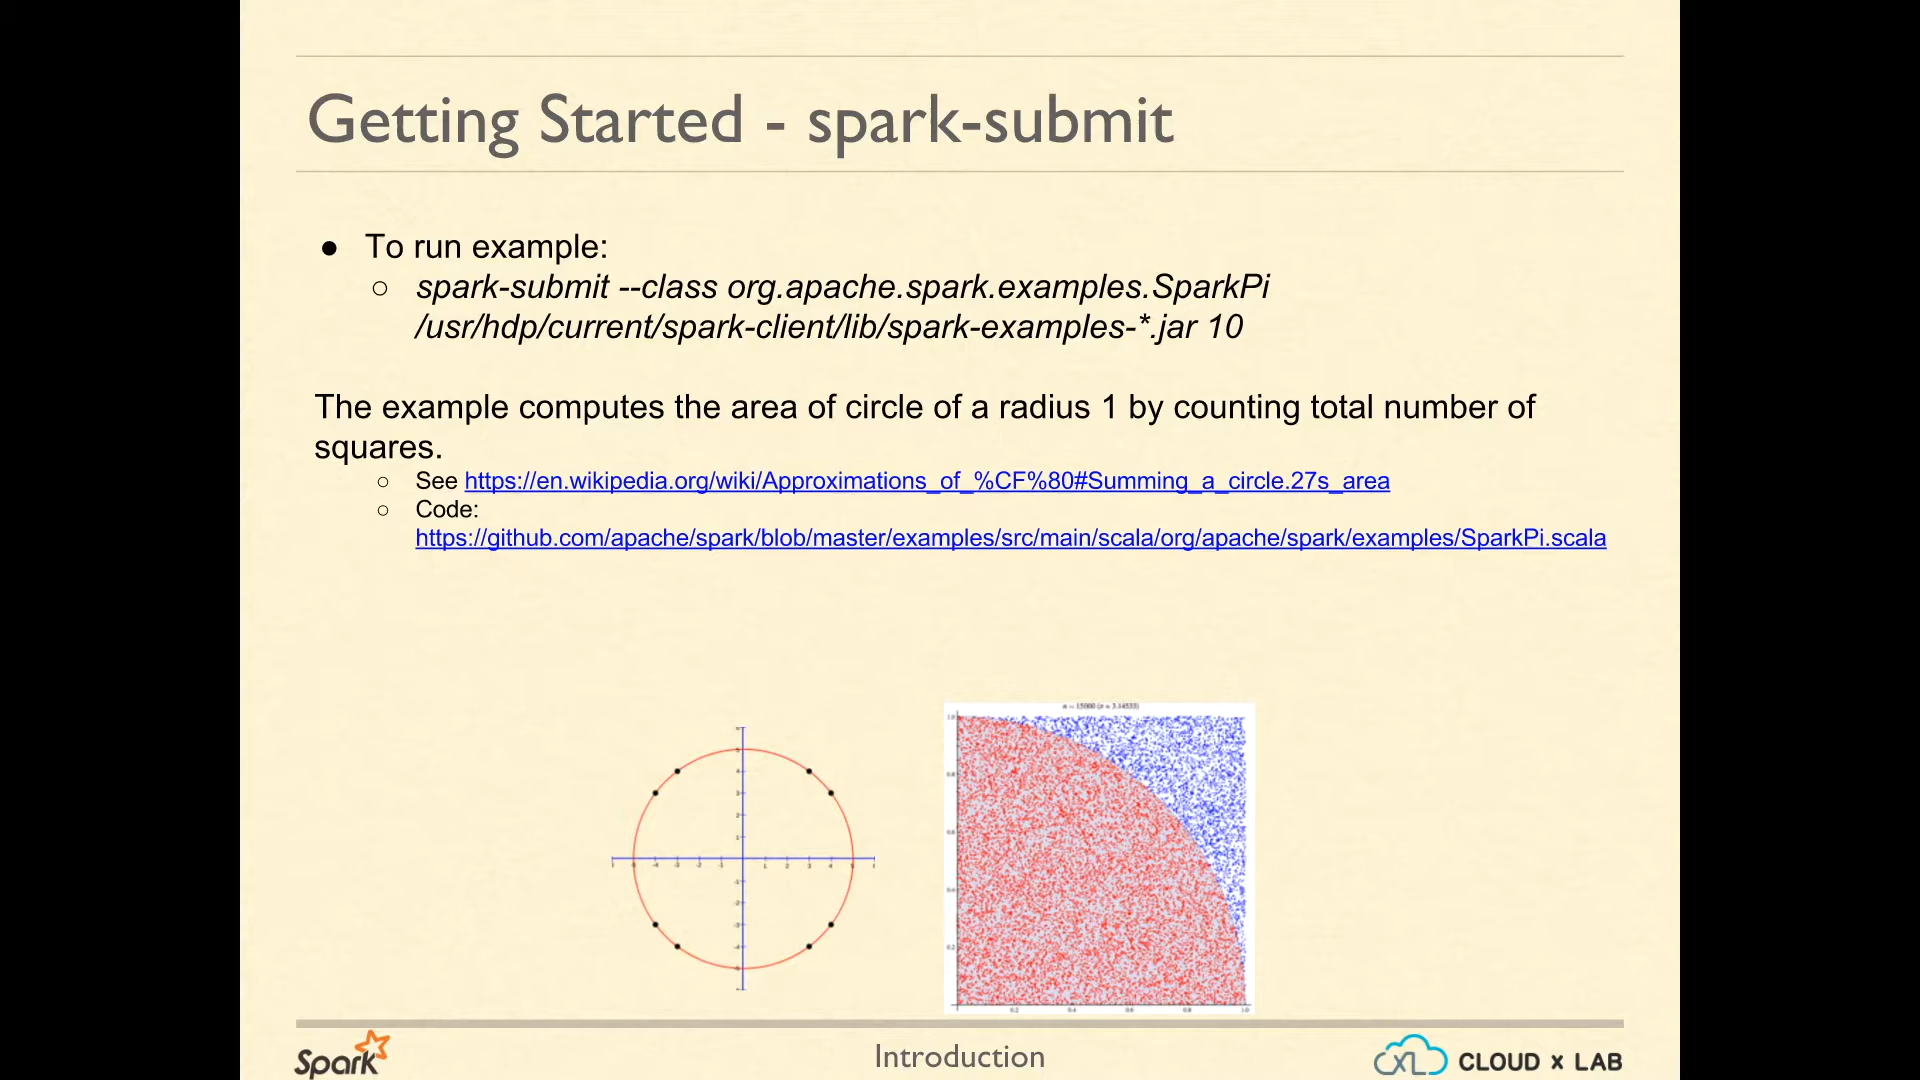 Getting Started - spark-submit
● To run example:
○ spark-submit --class org.apache.spark.examples.SparkPi
/usr/hdp/current/spark-client/lib/spark-examples-*.jar 10
The example computes the area of circle of a radius 1 by counting total number of
squares.
○ See https://en.wikipedia.org/wiki/Approximations_of_%CF%80#Summing_a_circle.27s_area
○ Code:
https://github.com/apache/spark/blob/master/examples/src/main/scala/org/apache/spark/examples/SparkPi.scala
Spark
Introduction
CXL CLOUD x LAB